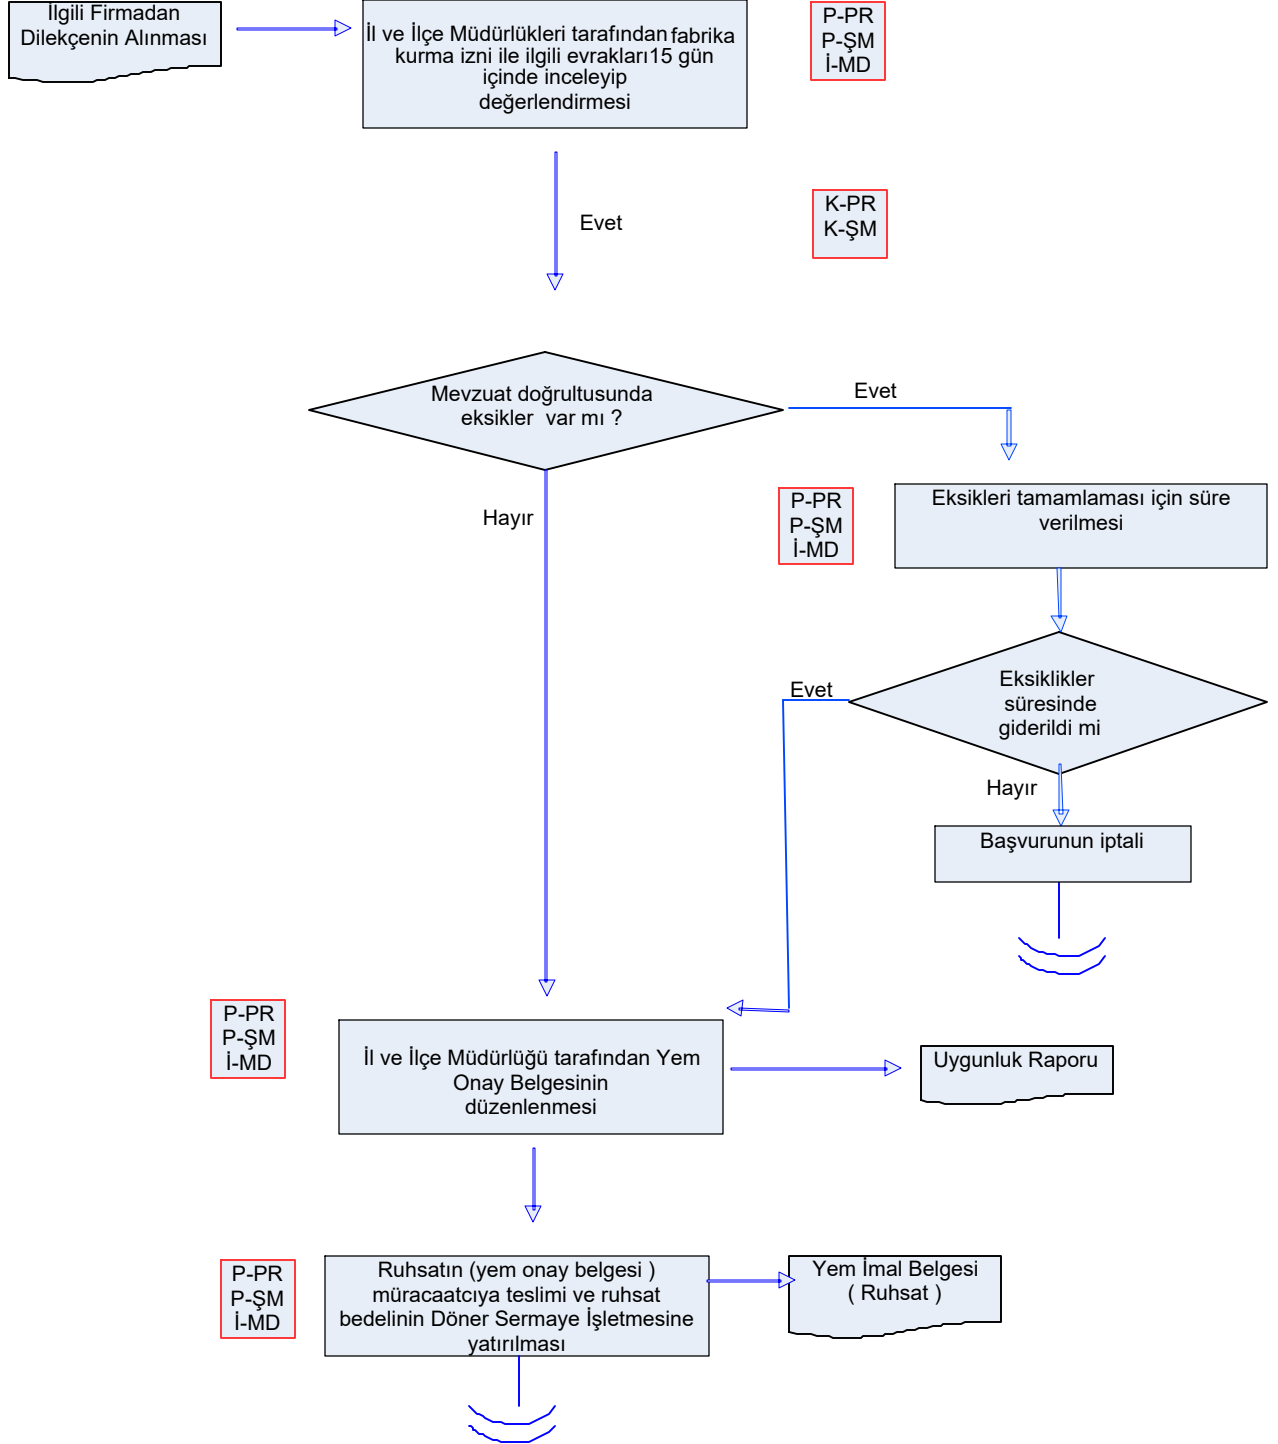 İlgili Firmadan
Dilekçenin Alınması
İl ve İlçe Müdürlükleri tarafından fabrika
kurma izni ile ilgili evrakları15 gün
içinde inceleyip
değerlendirmesi
P-PR
P-ŞM
İ-MD
Evet
K-PR
K-ŞM
Mevzuat doğrultusunda
eksikler var mı ?
Evet
Hayır
P-PR
P-ŞM
İ-MD
Eksikleri tamamlaması için süre
verilmesi
Evet
Eksiklikler
süresinde
giderildi mi
Hayır
Başvurunun iptali
P-PR
P-ŞM
İ-MD
İl ve İlçe Müdürlüğü tarafından Yem
Onay Belgesinin
düzenlenmesi
Uygunluk Raporu
P-PR
P-ŞM
İ-MD
Ruhsatın (yem onay belgesi )
müracaatcıya teslimi ve ruhsat
bedelinin Döner Sermaye İşletmesine
yatırılması
Yem İmal Belgesi
( Ruhsat )